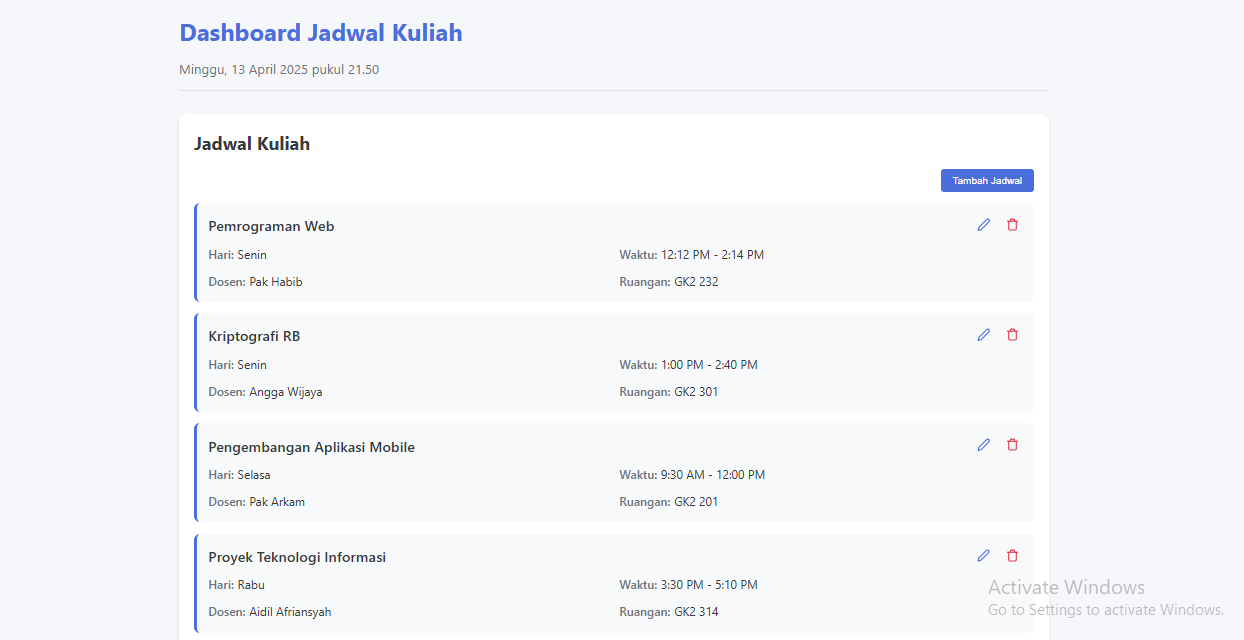 Dashboard Jadwal Kuliah
Minggu, 13 April 2025 pukul 21.50
Jadwal Kuliah
Tambah Jadwal
Pemrograman Web
Hari: Senin
Waktu: 12:12 PM - 2:14 PM
Dosen: Pak Habib
Ruangan: GK2 232
Kriptografi RB
Hari: Senin
Waktu: 1:00 PM - 2:40 PM
Dosen: Angga Wijaya
Ruangan: GK2 301
Pengembangan Aplikasi Mobile
Hari: Selasa
Waktu: 9:30 AM - 12:00 PM
Dosen: Pak Arkam
Ruangan: GK2 201
Proyek Teknologi Informasi
Hari: Rabu
Waktu: 3:30 PM - 5:10 PM
Dosen: Aidil Afriansyah
Ruangan: GK2 314
Activate Windows
Go to Settings to activate Windows.